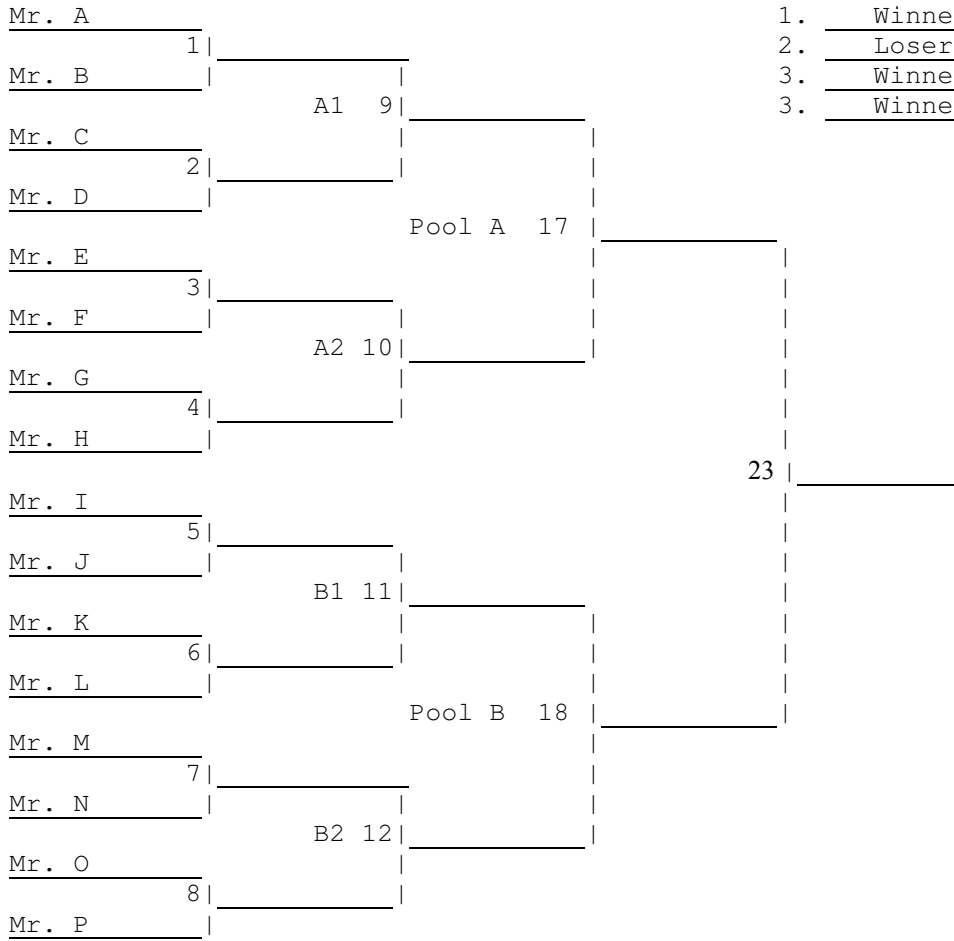 Mr. A 1. Winne
1 2. Loser
Mr. B 3. Winne
A1 9 3. Winne
Mr. C
2
Mr. D
Pool A 17
Mr. E
3
Mr. F
A2 10
Mr. G
4
Mr. H
23
Mr. I
5
Mr. J
B1 11
Mr. K
6
Mr. L
Pool B 18
Mr. M
7
Mr. N
B2 12
Mr. O
8
Mr. P